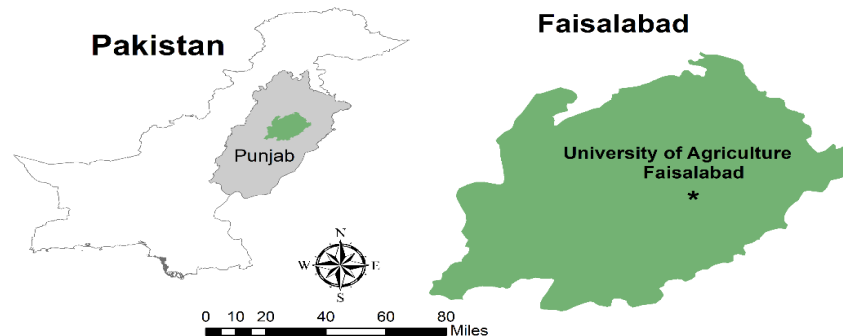 Pakistan
Faisalabad
Punjab
University of Agriculture
Faisalabad
*
N
W E
S
0 10 20 40 60 80
Miles